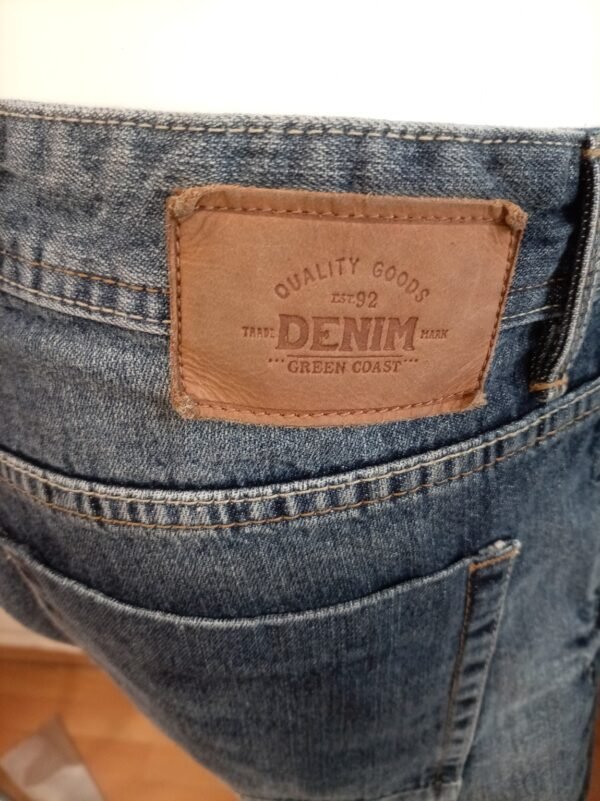 QUALITY GOODS
EST.92
TRADE DENIM MARK
GREEN COAST